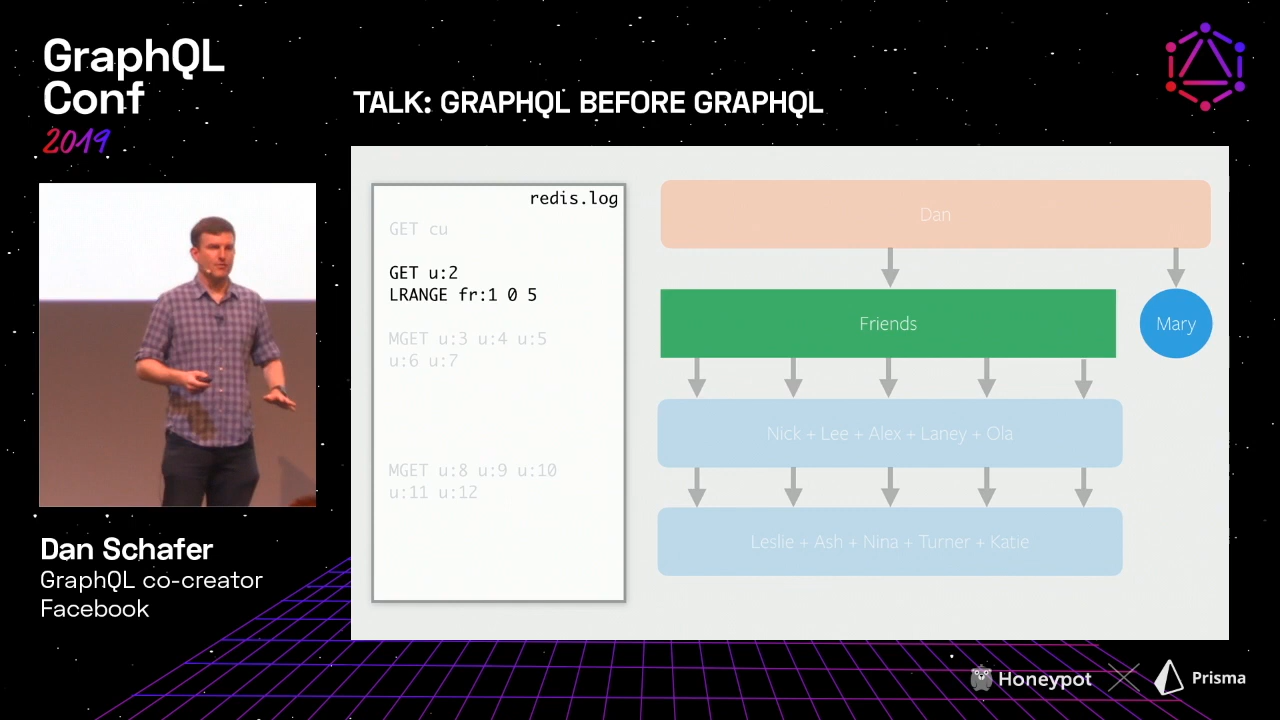 GraphQL
Conf
2019
TALK: GRAPHQL BEFORE GRAPHQL
redis.log
GET cu
GET u:2
LRANGE fr:1 0 5
MGET u:3 u:4 u:5
u:6 u:7
MGET u:8 u:9 u:10
u:11 u:12
Dan
Friends
Mary
Nick + Lee + Alex + Laney + Ola
Leslie + Ash + Nina + Turner + Katie
Dan Schafer
GraphQL co-creator
Facebook
Honeypot
Prisma